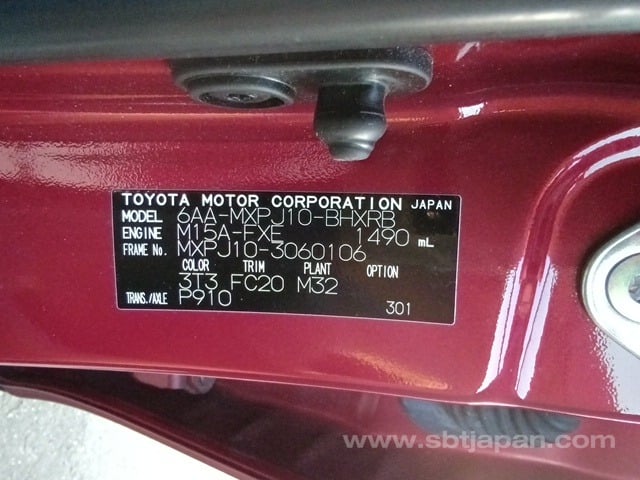 TOYOTA MOTOR CORPORATION JAPAN
MODEL 6AA-MXPJ10-BHXRB
ENGINE M15A-FXE 1490 mL
FRAME No. MXPJ10-3060106
COLOR TRIM PLANT OPTION
3T3 FC20 M32
TRANS./AXLE P910 301
www.sbtjapan.com